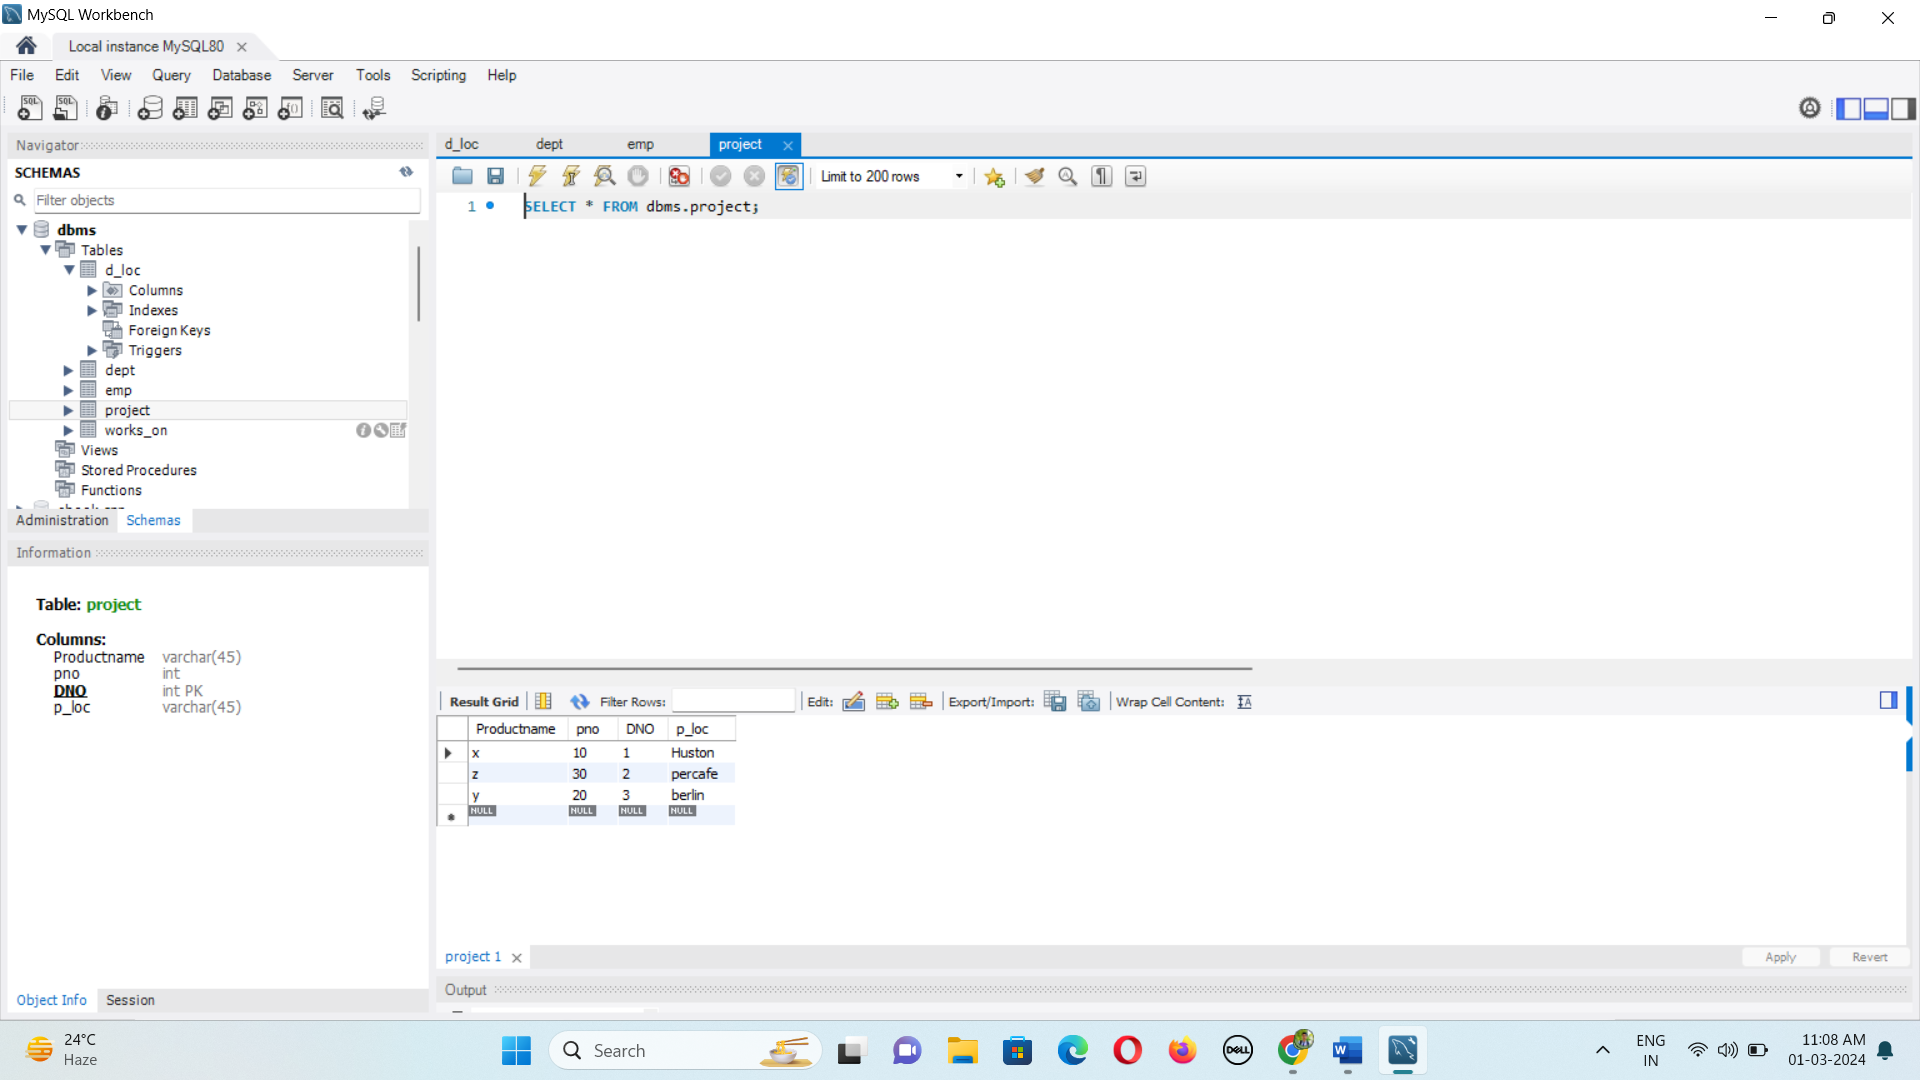 MySQL Workbench
Local instance MySQL80
File Edit View Query Database Server Tools Scripting Help
Navigator
SCHEMAS
Filter objects
dbms
Tables
d_loc
Columns
Indexes
Foreign Keys
Triggers
dept
emp
project
works_on
Views
Stored Procedures
Functions
Administration Schemas
Information
Table: project
Columns:
Productname varchar(45)
pno int
DNO int PK
p_loc varchar(45)
Object Info Session
d_loc dept emp project
Limit to 200 rows
1 SELECT * FROM dbms.project;
Result Grid Filter Rows: Edit: Export/Import: Wrap Cell Content:
Productname pno DNO p_loc
x 10 1 Huston
z 30 2 percafe
y 20 3 berlin
NULL NULL NULL NULL
project 1
Apply Revert
Output
24°C
Haze
Search
DELL
ENG
IN
11:08 AM
01-03-2024